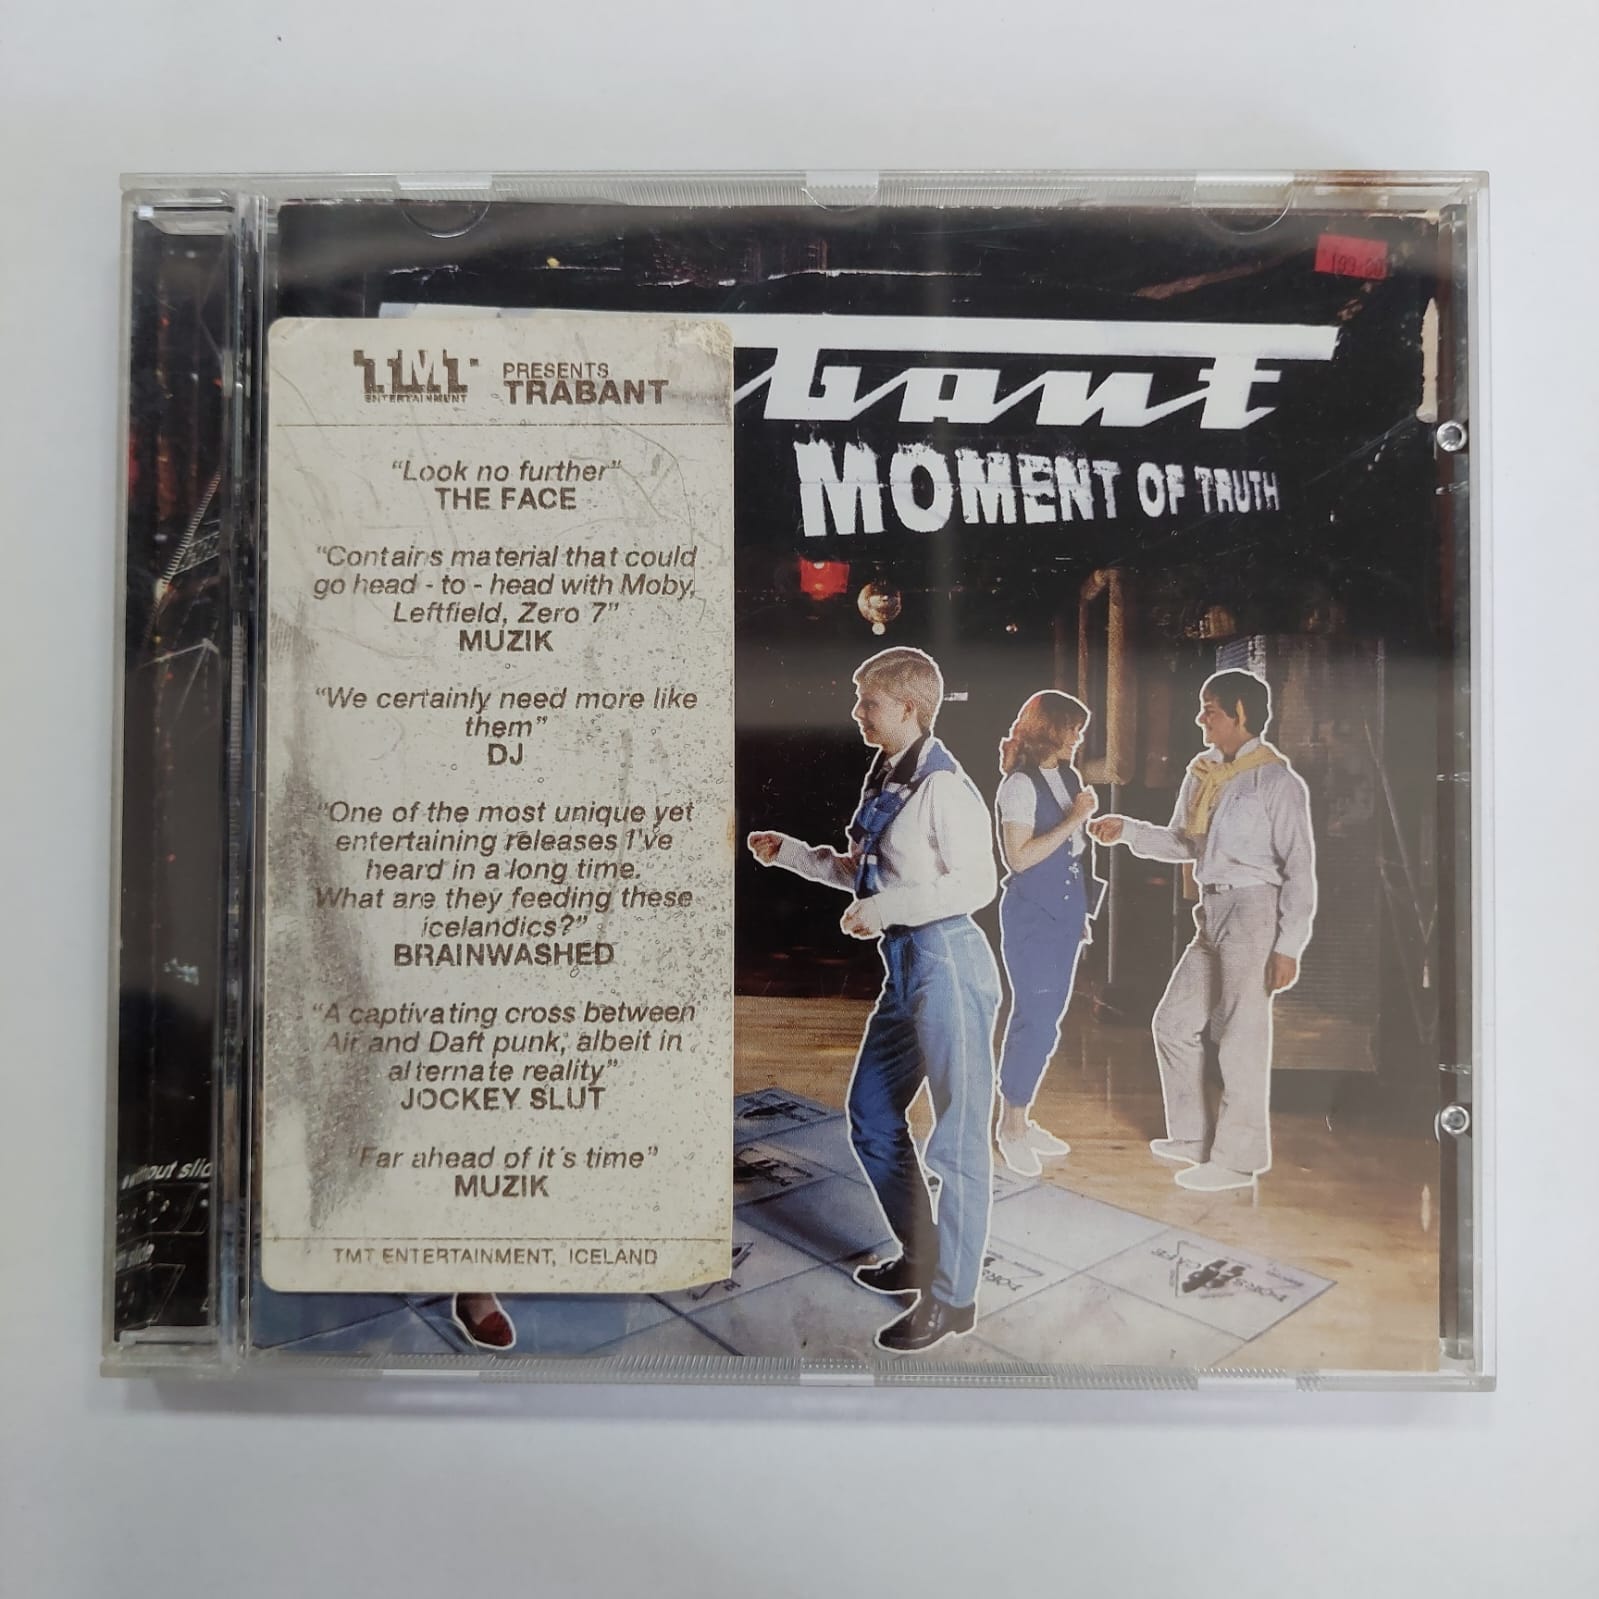 TMT
ENTERTAINMENT
PRESENTS
TRABANT
“Look no further”
THE FACE
“Contains material that could
go head - to - head with Moby,
Leftfield, Zero 7”
MUZIK
“We certainly need more like
them”
DJ
“One of the most unique yet
entertaining releases I've
heard in a long time.
What are they feeding these
icelandics?”
BRAINWASHED
“A captivating cross between
Air and Daft punk, albeit in
alternate reality”
JOCKEY SLUT
“Far ahead of it´s time”
MUZIK
TMT ENTERTAINMENT, ICELAND
bant
MOMENT OF TRUTH
without slid
slide